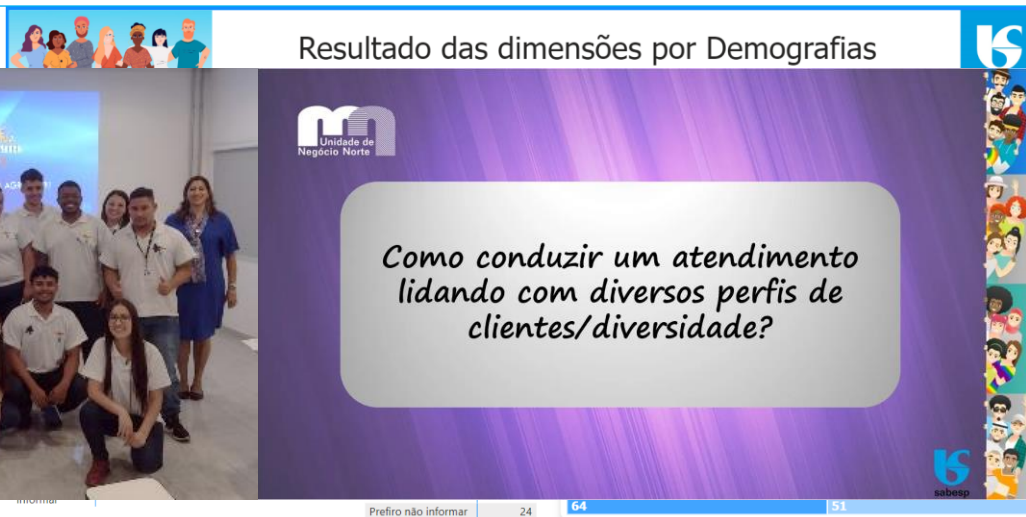 Resultado das dimensões por Demografias
Unidade de
Negócio Norte
Como conduzir um atendimento
lidando com diversos perfis de
clientes/diversidade?
sabesp
informar
Prefiro não informar 24
64 51